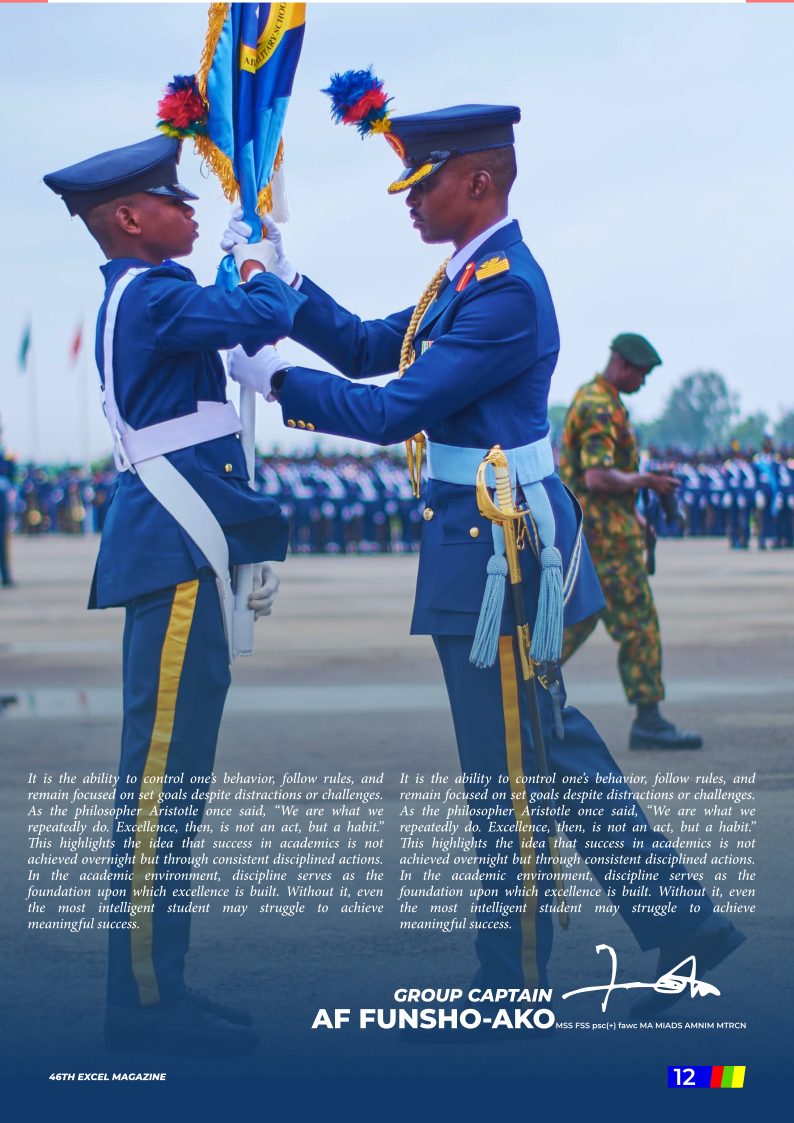 AI
MILITARY SCHOO
It is the ability to control one's behavior, follow rules, and
remain focused on set goals despite distractions or challenges.
As the philosopher Aristotle once said, “We are what we
repeatedly do. Excellence, then, is not an act, but a habit.”
This highlights the idea that success in academics is not
achieved overnight but through consistent disciplined actions.
In the academic environment, discipline serves as the
foundation upon which excellence is built. Without it, even
the most intelligent student may struggle to achieve
meaningful success.
It is the ability to control one's behavior, follow rules, and
remain focused on set goals despite distractions or challenges.
As the philosopher Aristotle once said, “We are what we
repeatedly do. Excellence, then, is not an act, but a habit.”
This highlights the idea that success in academics is not
achieved overnight but through consistent disciplined actions.
In the academic environment, discipline serves as the
foundation upon which excellence is built. Without it, even
the most intelligent student may struggle to achieve
meaningful success.
GROUP CAPTAIN
AF FUNSHO-AKO MSS FSS psc(+) fawc MA MIADS AMNIM MTRCN
46TH EXCEL MAGAZINE
12